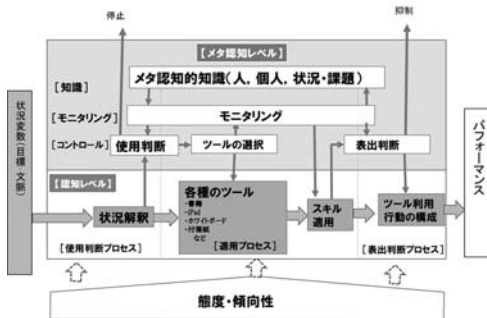 停止
抑制
【メタ認知レベル】
[知識]
メタ認知的知識(人, 個人, 状況・課題)
[モニタリング]
モニタリング
[コントロール]
使用判断
ツールの選択
表出判断
状況変数(目標・文脈)
【認知レベル】
状況解釈
各種のツール
・書籍
・iPad
・ホワイトボード
・付箋紙
など
スキル
適用
ツール利用
行動の構成
パフォーマンス
[使用判断プロセス]
[適用プロセス]
[表出判断プロセス]
態度・傾向性